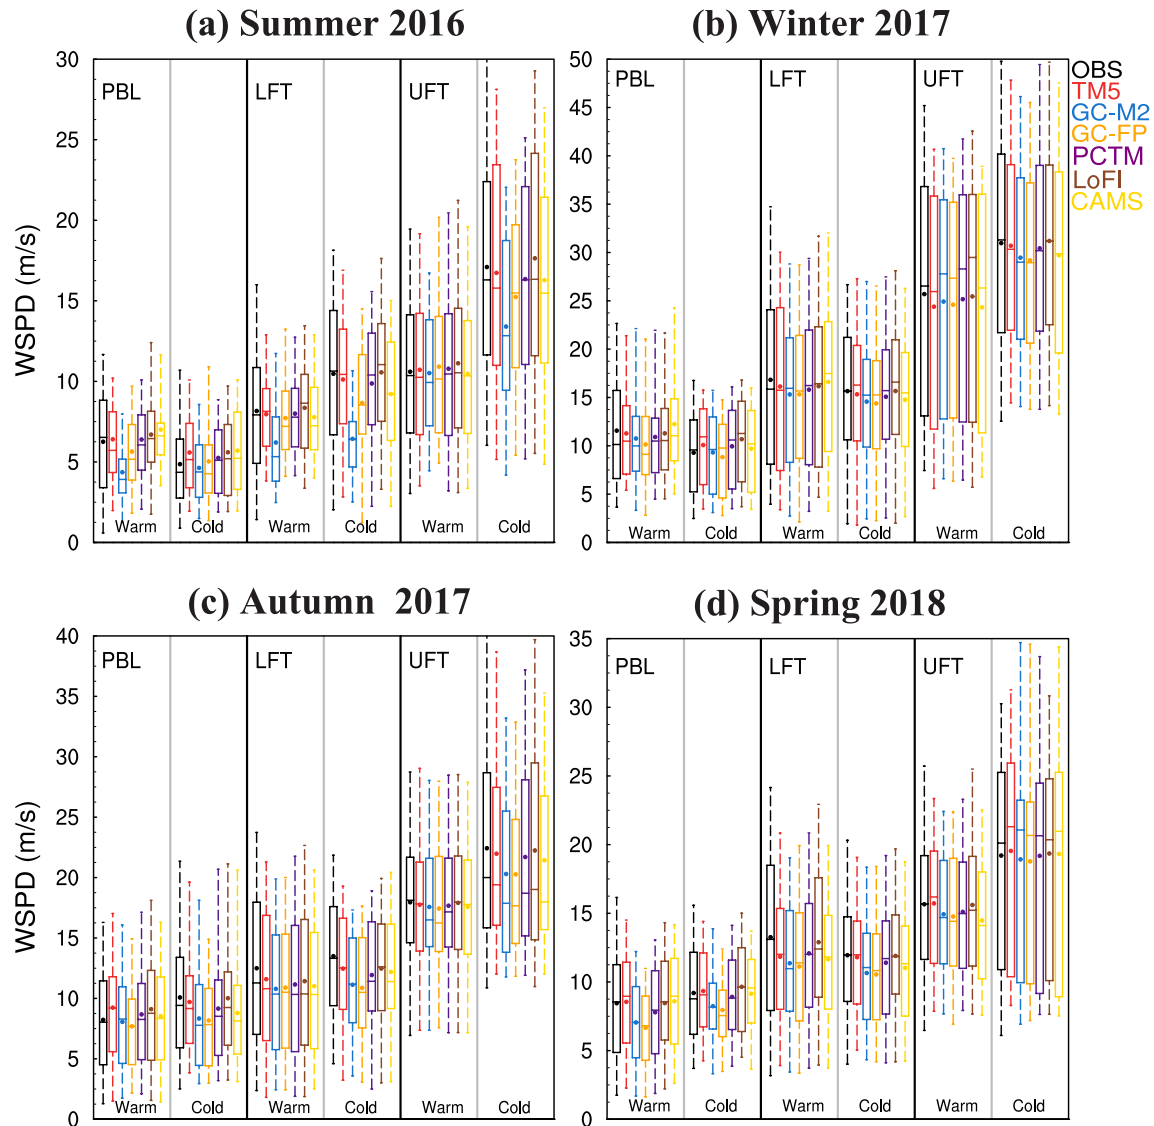 (a) Summer 2016
(b) Winter 2017
WSPD (m/s)
30
25
20
15
10
5
0
PBL
LFT
UFT
Warm
Cold
Warm
Cold
Warm
Cold
50
45
40
35
30
25
20
15
10
5
0
PBL
LFT
UFT
Warm
Cold
Warm
Cold
Warm
Cold
OBS
TM5
GC-M2
GC-FP
PCTM
LoFI
CAMS
(c) Autumn 2017
(d) Spring 2018
WSPD (m/s)
40
35
30
25
20
15
10
5
0
PBL
LFT
UFT
Warm
Cold
Warm
Cold
Warm
Cold
35
30
25
20
15
10
5
0
PBL
LFT
UFT
Warm
Cold
Warm
Cold
Warm
Cold